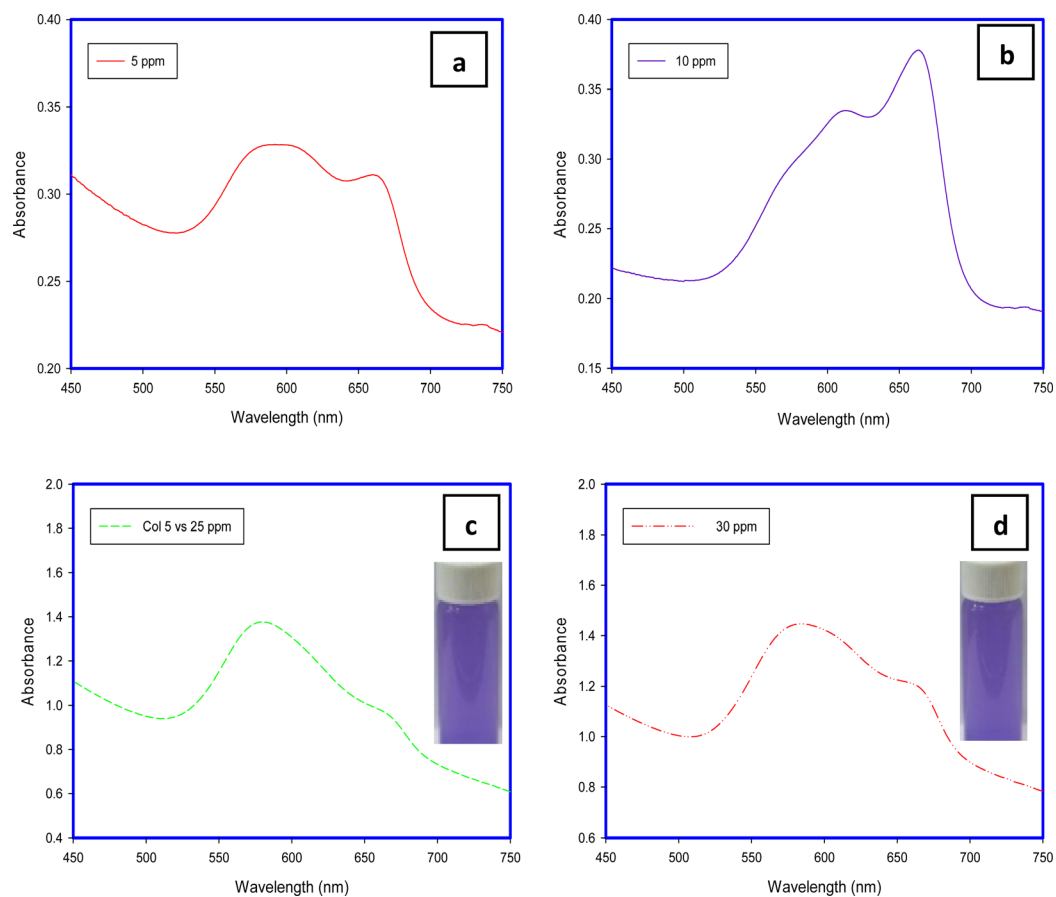 0.40
0.35
0.30
0.25
0.20
Absorbance
5 ppm
a
450 500 550 600 650 700 750
Wavelength (nm)
0.40
0.35
0.30
0.25
0.20
0.15
Absorbance
10 ppm
b
450 500 550 600 650 700 750
Wavelength (nm)
2.0
1.8
1.6
1.4
1.2
1.0
0.8
0.6
0.4
Absorbance
Col 5 vs 25 ppm
c
450 500 550 600 650 700 750
Wavelength (nm)
2.0
1.8
1.6
1.4
1.2
1.0
0.8
0.6
Absorbance
30 ppm
d
450 500 550 600 650 700 750
Wavelength (nm)